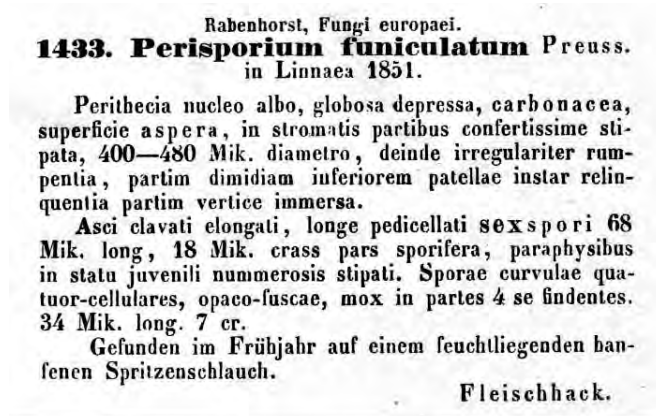 Rabenhorst, Fungi europaei.
1433. Perisporium funiculatum Preuss.
in Linnaea 1851.
Perithecia nucleo albo, globosa depressa, carbonacea,
superficie aspera, in stromatis partibus confertissime sti-
pata, 400—480 Mik. diametro, deinde irregulariter rum-
pentia, partim dimidiam inferiorem patellae instar relin-
quentia partim vertice immersa.
Asci clavati elongati, longe pedicellati sexspori 68
Mik. long, 18 Mik. crass pars sporifera, paraphysibus
in statu juvenili nummerosis stipati. Sporae curvulae qua-
tuor-cellulares, opaco-fuscae, mox in partes 4 se findentes.
34 Mik. long. 7 cr.
Gefunden im Frühjahr auf einem feuchtliegenden han-
fenen Spritzenschlauch.
Fleischhack.